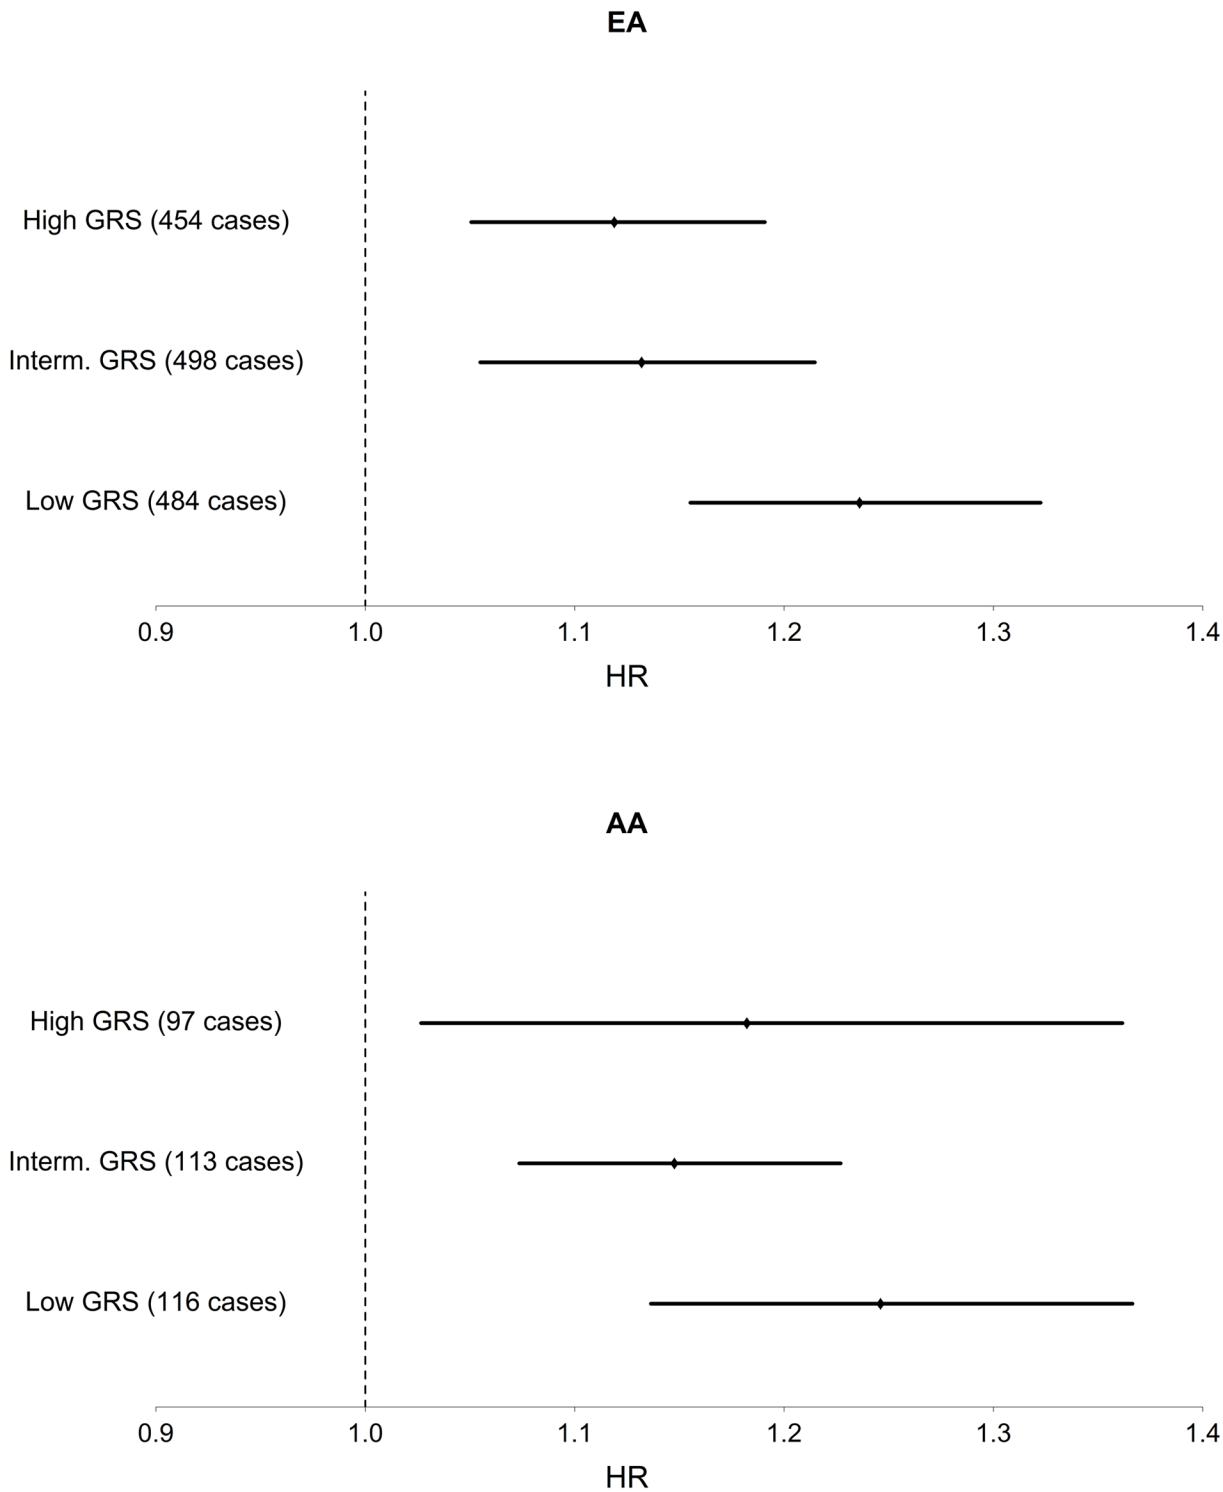 EA
High GRS (454 cases)
Interm. GRS (498 cases)
Low GRS (484 cases)
0.9 1.0 1.1 1.2 1.3 1.4
HR
AA
High GRS (97 cases)
Interm. GRS (113 cases)
Low GRS (116 cases)
0.9 1.0 1.1 1.2 1.3 1.4
HR